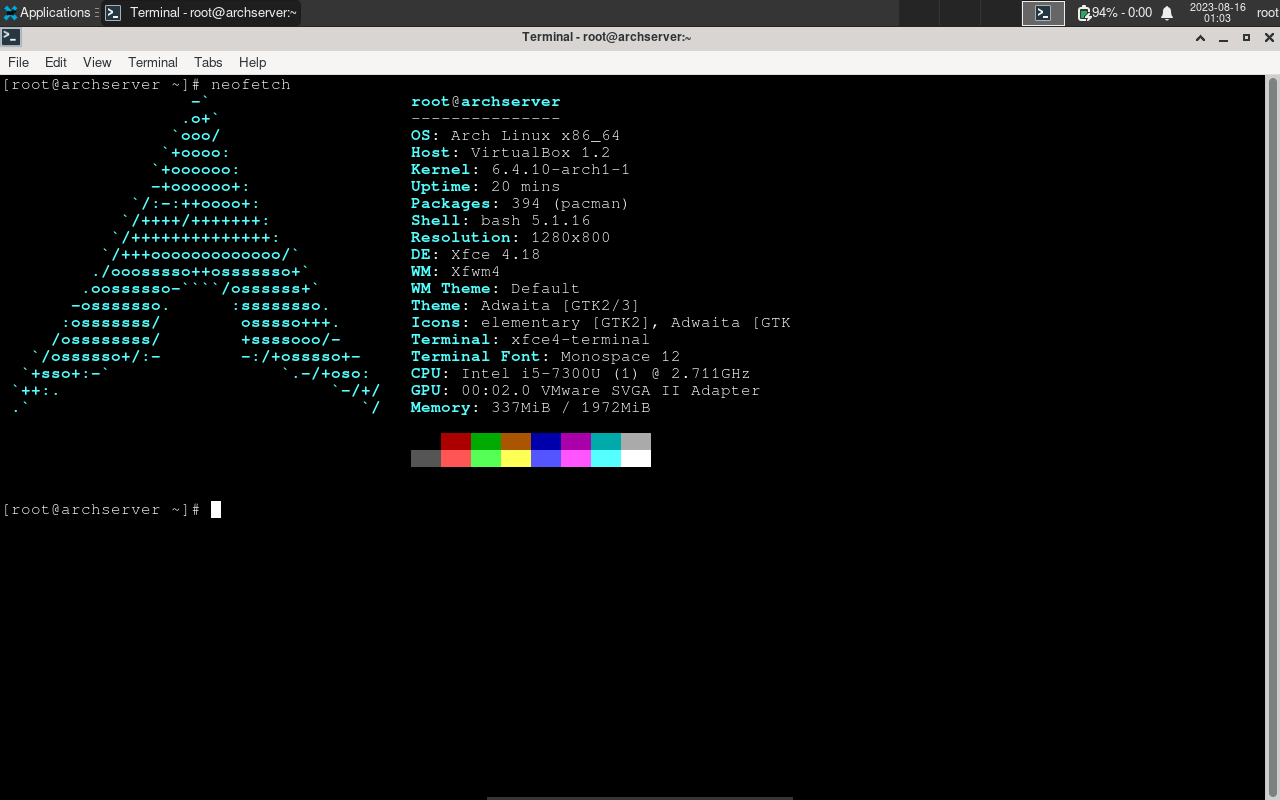 Applications Terminal - root@archserver:~ 94% - 0:00 2023-08-16 01:03 root
Terminal - root@archserver:~
File Edit View Terminal Tabs Help
[root@archserver ~]# neofetch
-` root@archserver
.o+` ---------------
`ooo/ OS: Arch Linux x86_64
`+oooo: Host: VirtualBox 1.2
`+oooooo: Kernel: 6.4.10-arch1-1
-+oooooo+: Uptime: 20 mins
`/:-:++oooo+: Packages: 394 (pacman)
`/++++/+++++++: Shell: bash 5.1.16
`/++++++++++++++: Resolution: 1280x800
`/+++ooooooooooooo/` DE: Xfce 4.18
./ooosssso++osssssso+` WM: Xfwm4
.oossssso-````/ossssss+` WM Theme: Default
-osssssso. :ssssssso. Theme: Adwaita [GTK2/3]
:osssssss/ osssso+++. Icons: elementary [GTK2], Adwaita [GTK
/ossssssss/ +ssssooo/- Terminal: xfce4-terminal
`/ossssso+/:- -:/+osssso+- Terminal Font: Monospace 12
`+sso+:-` `.-/+oso: CPU: Intel i5-7300U (1) @ 2.711GHz
`++:. `-/+/ GPU: 00:02.0 VMware SVGA II Adapter
.` `/ Memory: 337MiB / 1972MiB
[root@archserver ~]#